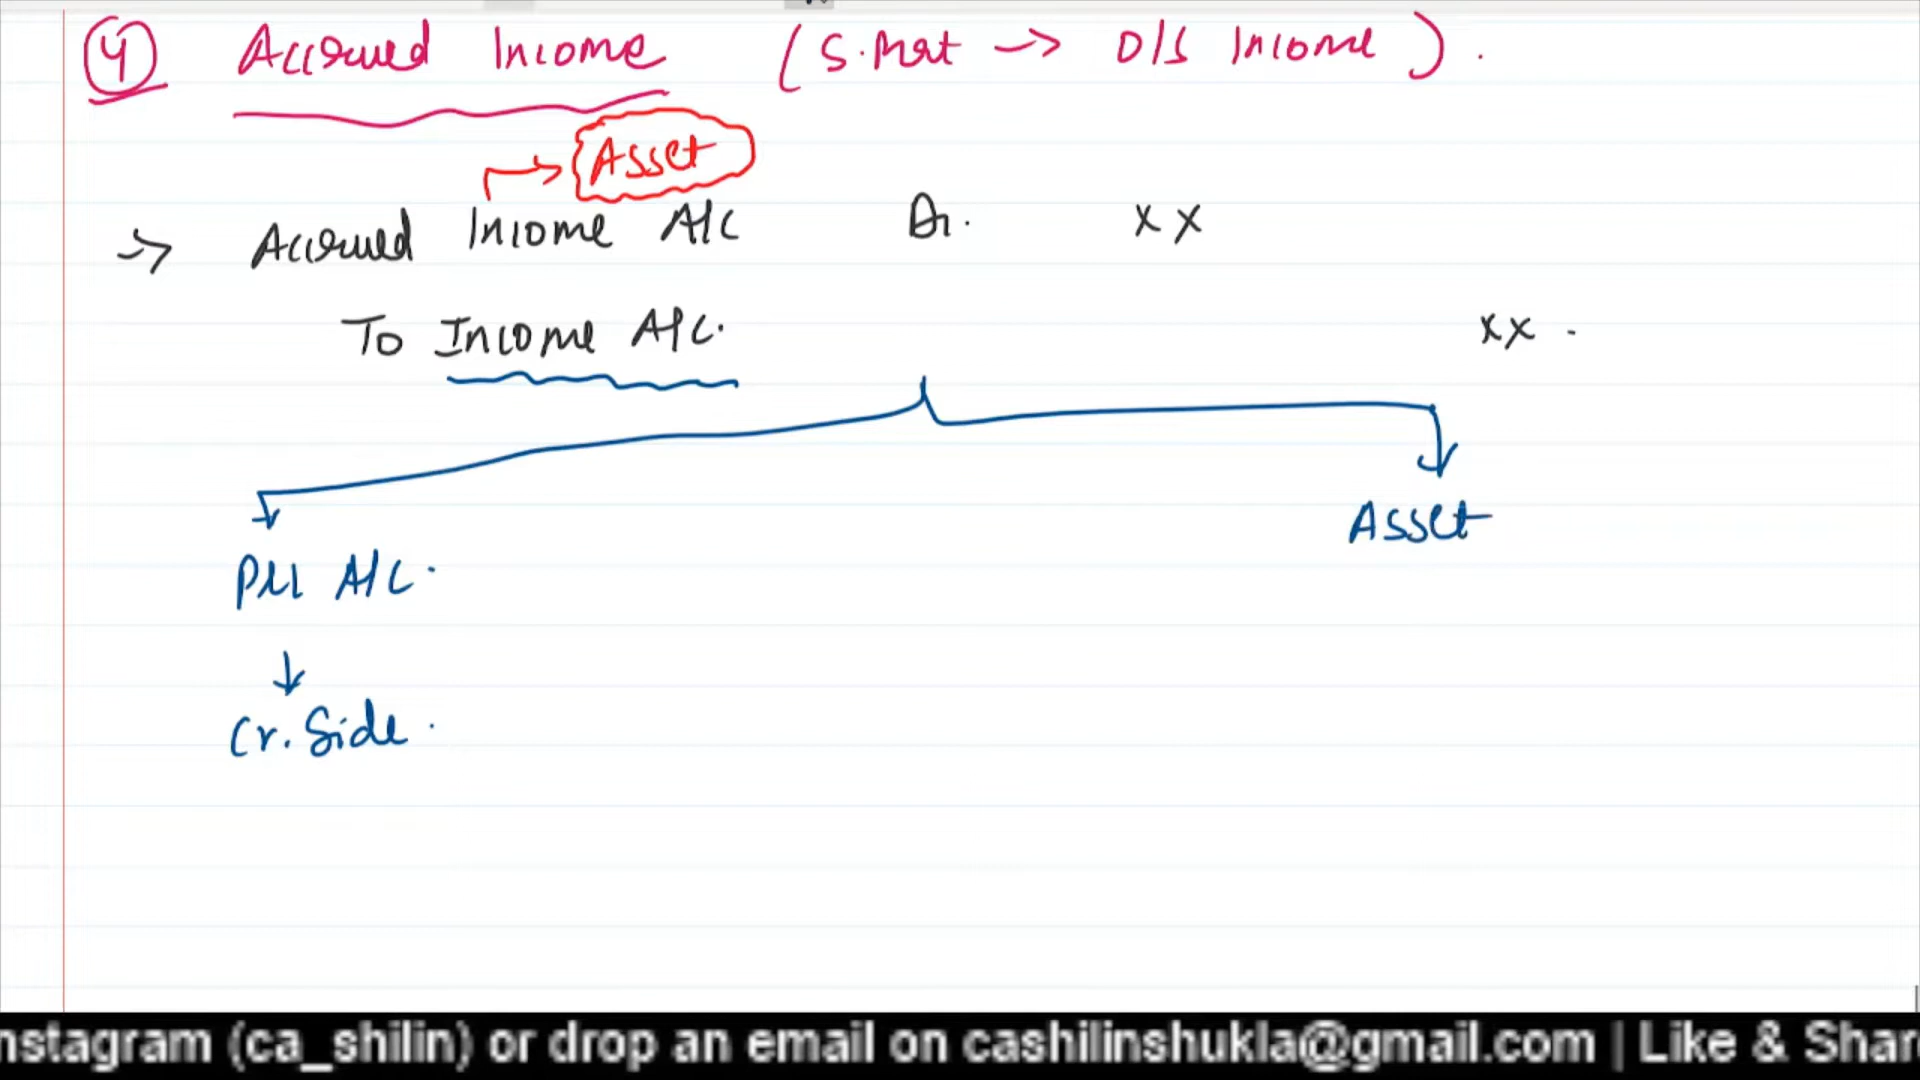 4 Accrued Income (S.Mat → O/S Income).
Asset
→ Accrued Income A/C Dr. xx
To Income A/C. xx.
Asset
P&L A/C.
↓
Cr. Side.
nstagram (ca_shilin) or drop an email on cashilinshukla@gmail.com | Like & Shar